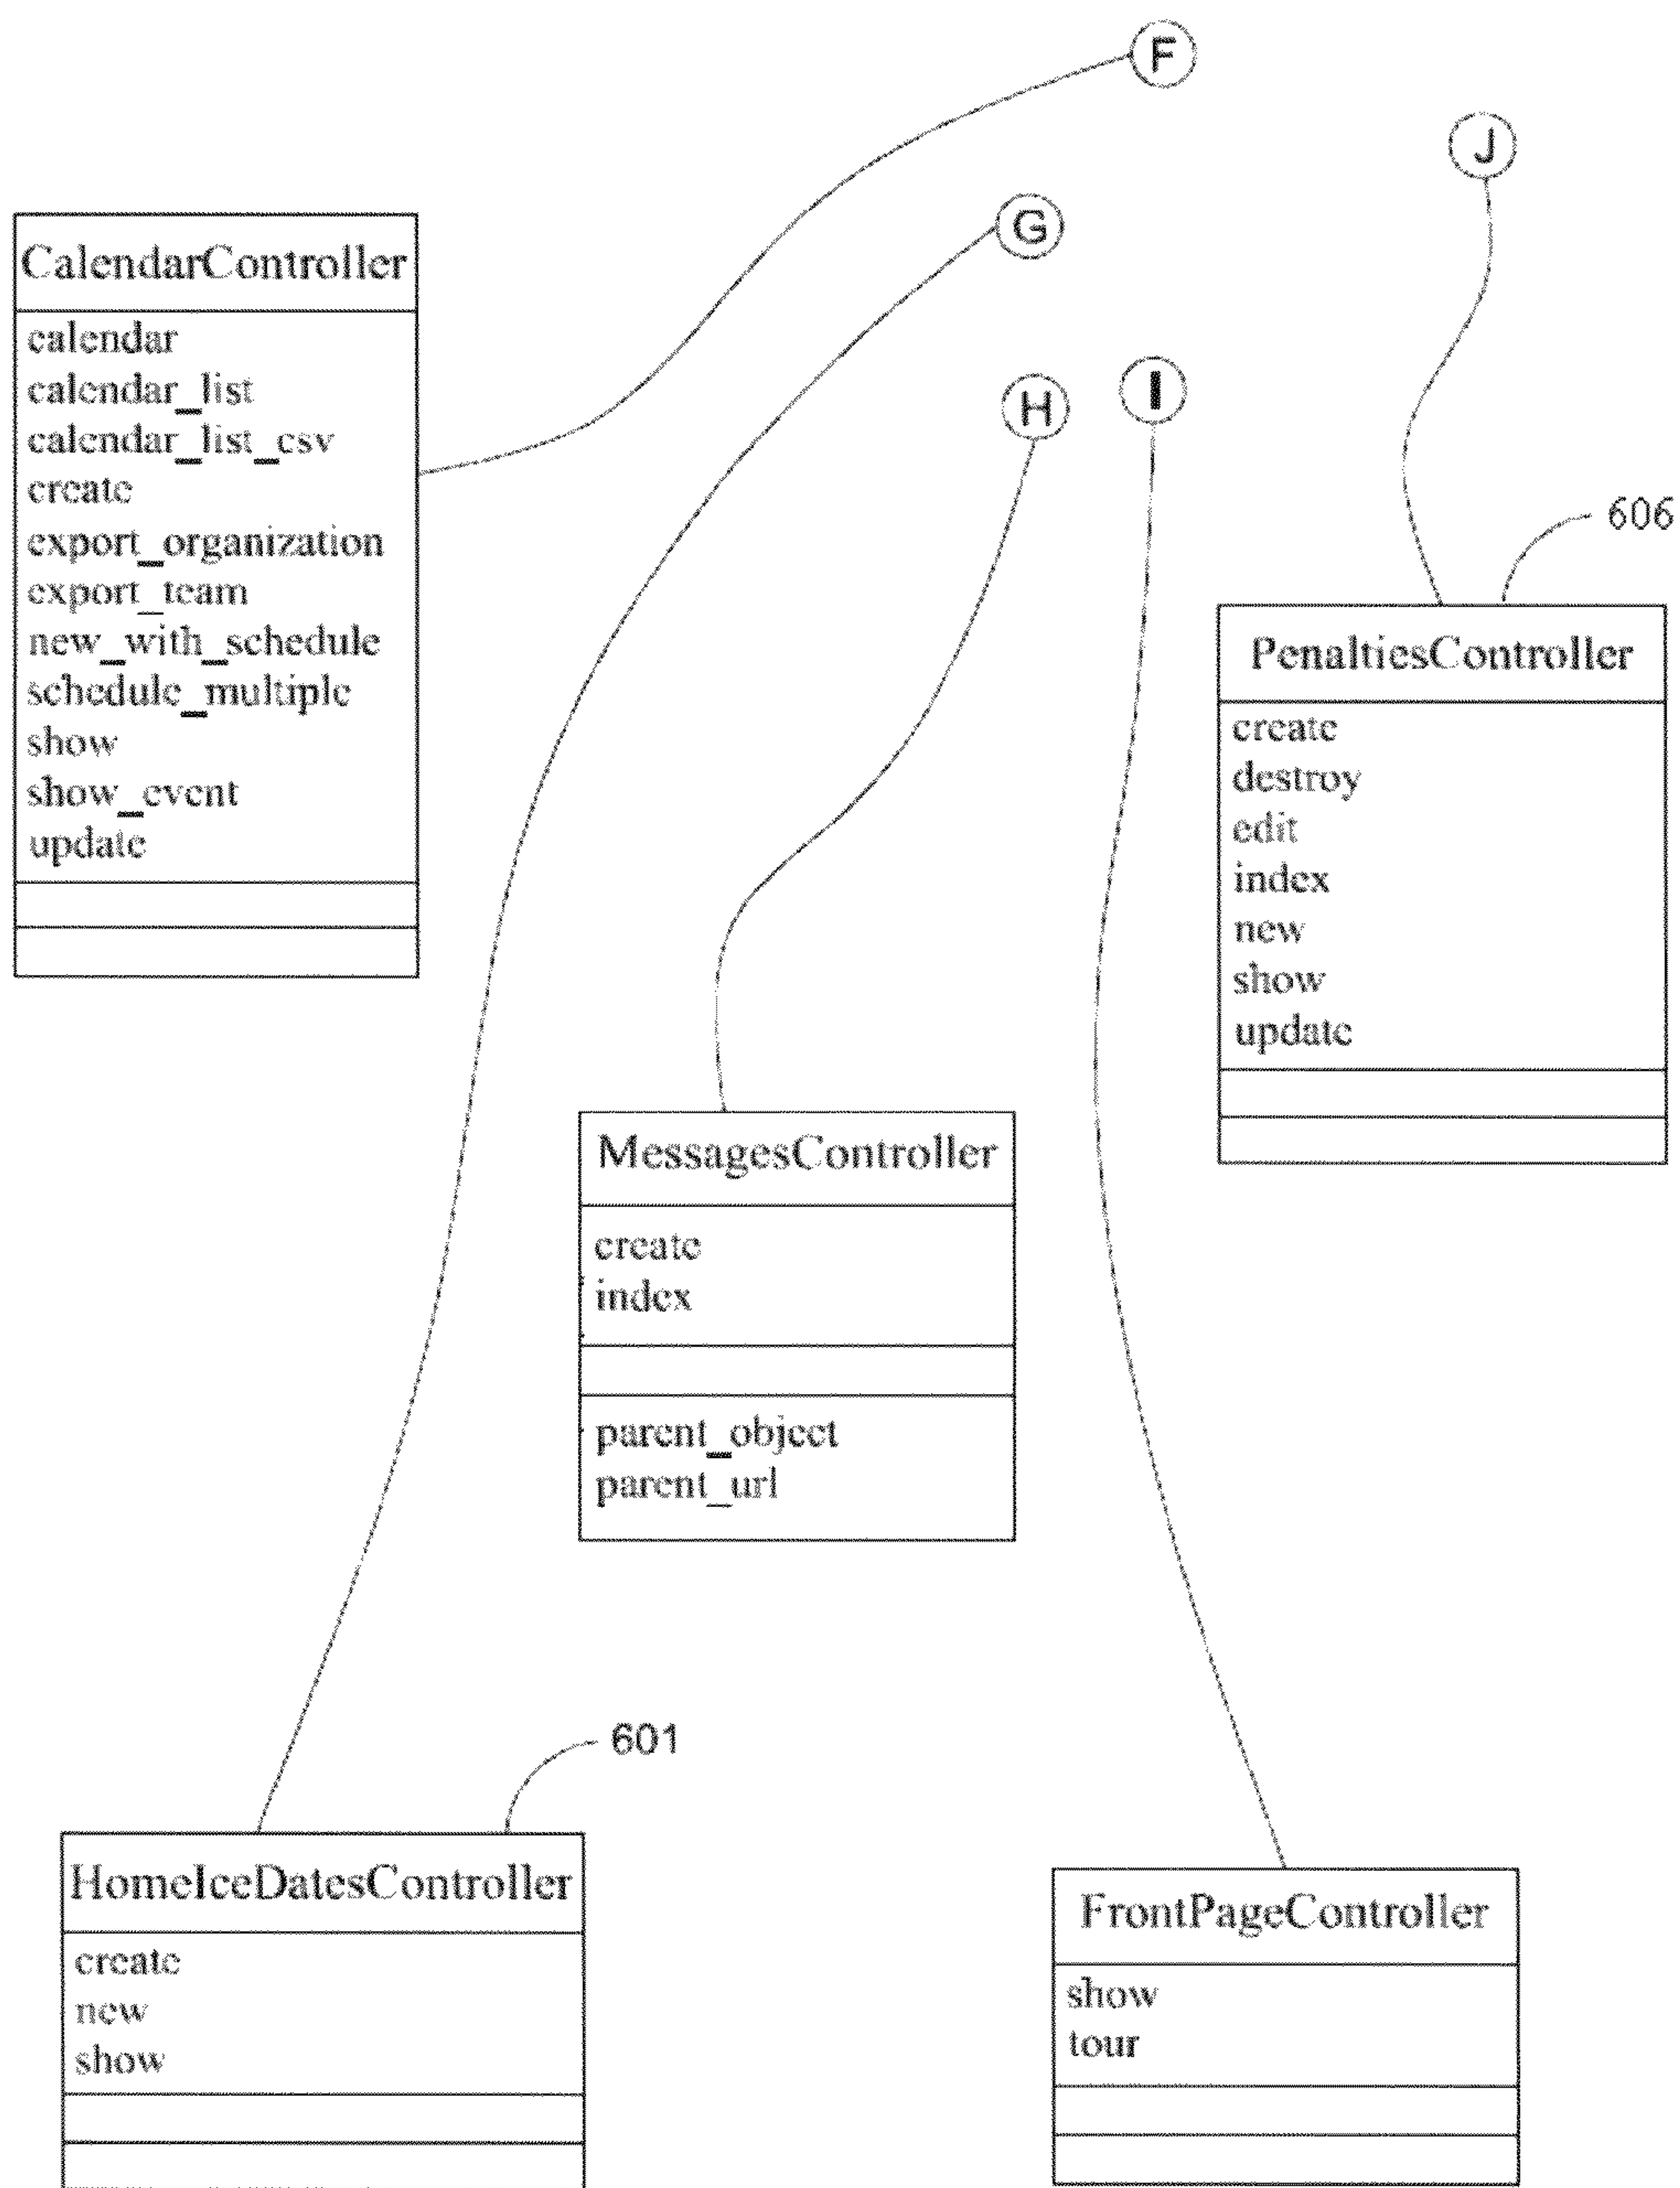 F
J
G
CalendarController
calendar
calendar_list
calendar_list_csv
create
export_organization
export_team
new_with_schedule
schedule_multiple
show
show_event
update
H
I
606
PenaltiesController
create
destroy
edit
index
new
show
update
MessagesController
create
index
parent_object
parent_url
601
HomeIceDatesController
create
new
show
FrontPageController
show
tour